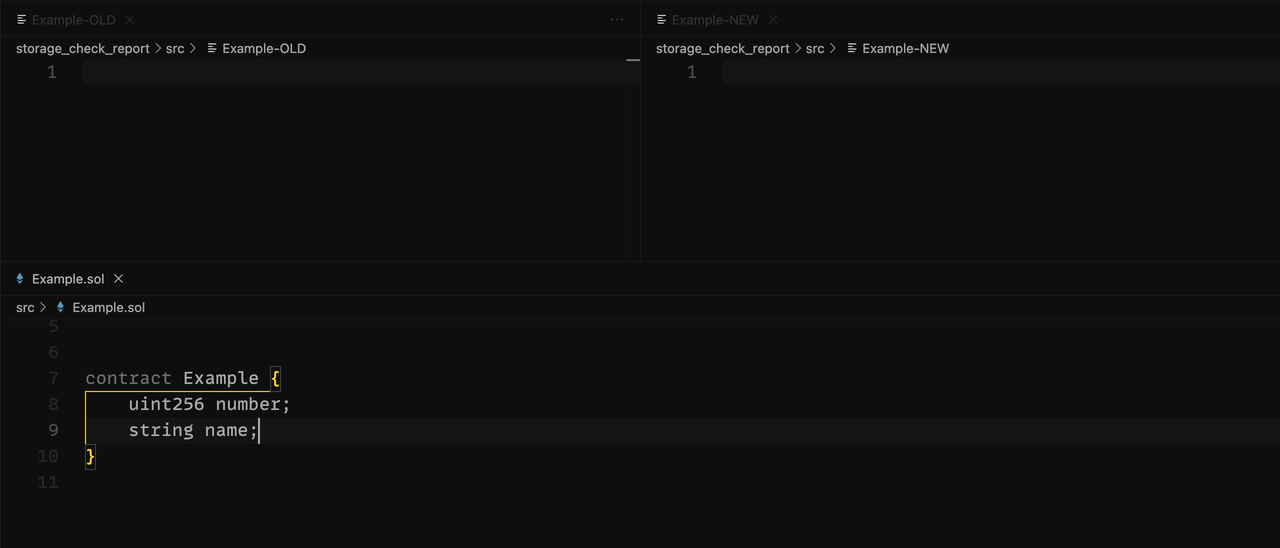 Example-OLD
Example-NEW
storage_check_report > src > Example-OLD
storage_check_report > src > Example-NEW
1
1
Example.sol
src > Example.sol
5
6
7 contract Example {
8 uint256 number;
9 string name;
10 }
11